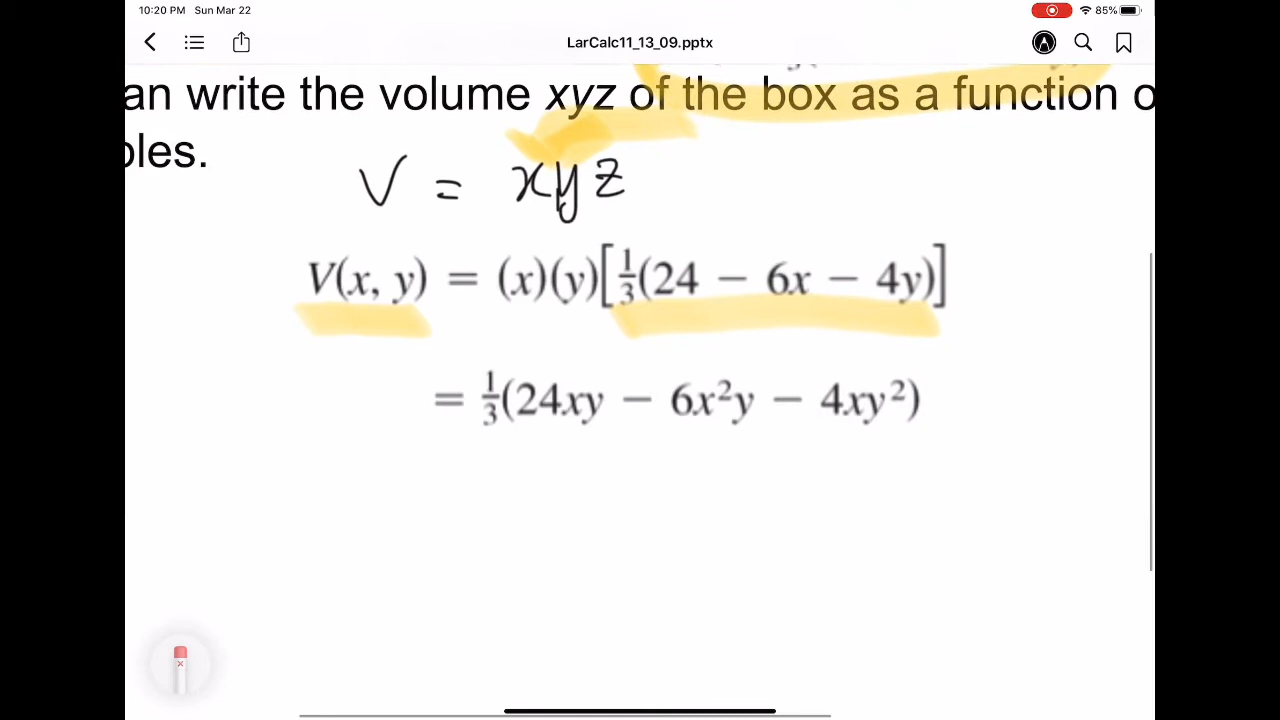 10:20 PM Sun Mar 22
85%
LarCalc11_13_09.pptx
an write the volume xyz of the box as a function o
oles.
V = xyz
V(x, y) = (x)(y)[⅓(24 − 6x − 4y)]
= ⅓(24xy − 6x²y − 4xy²)